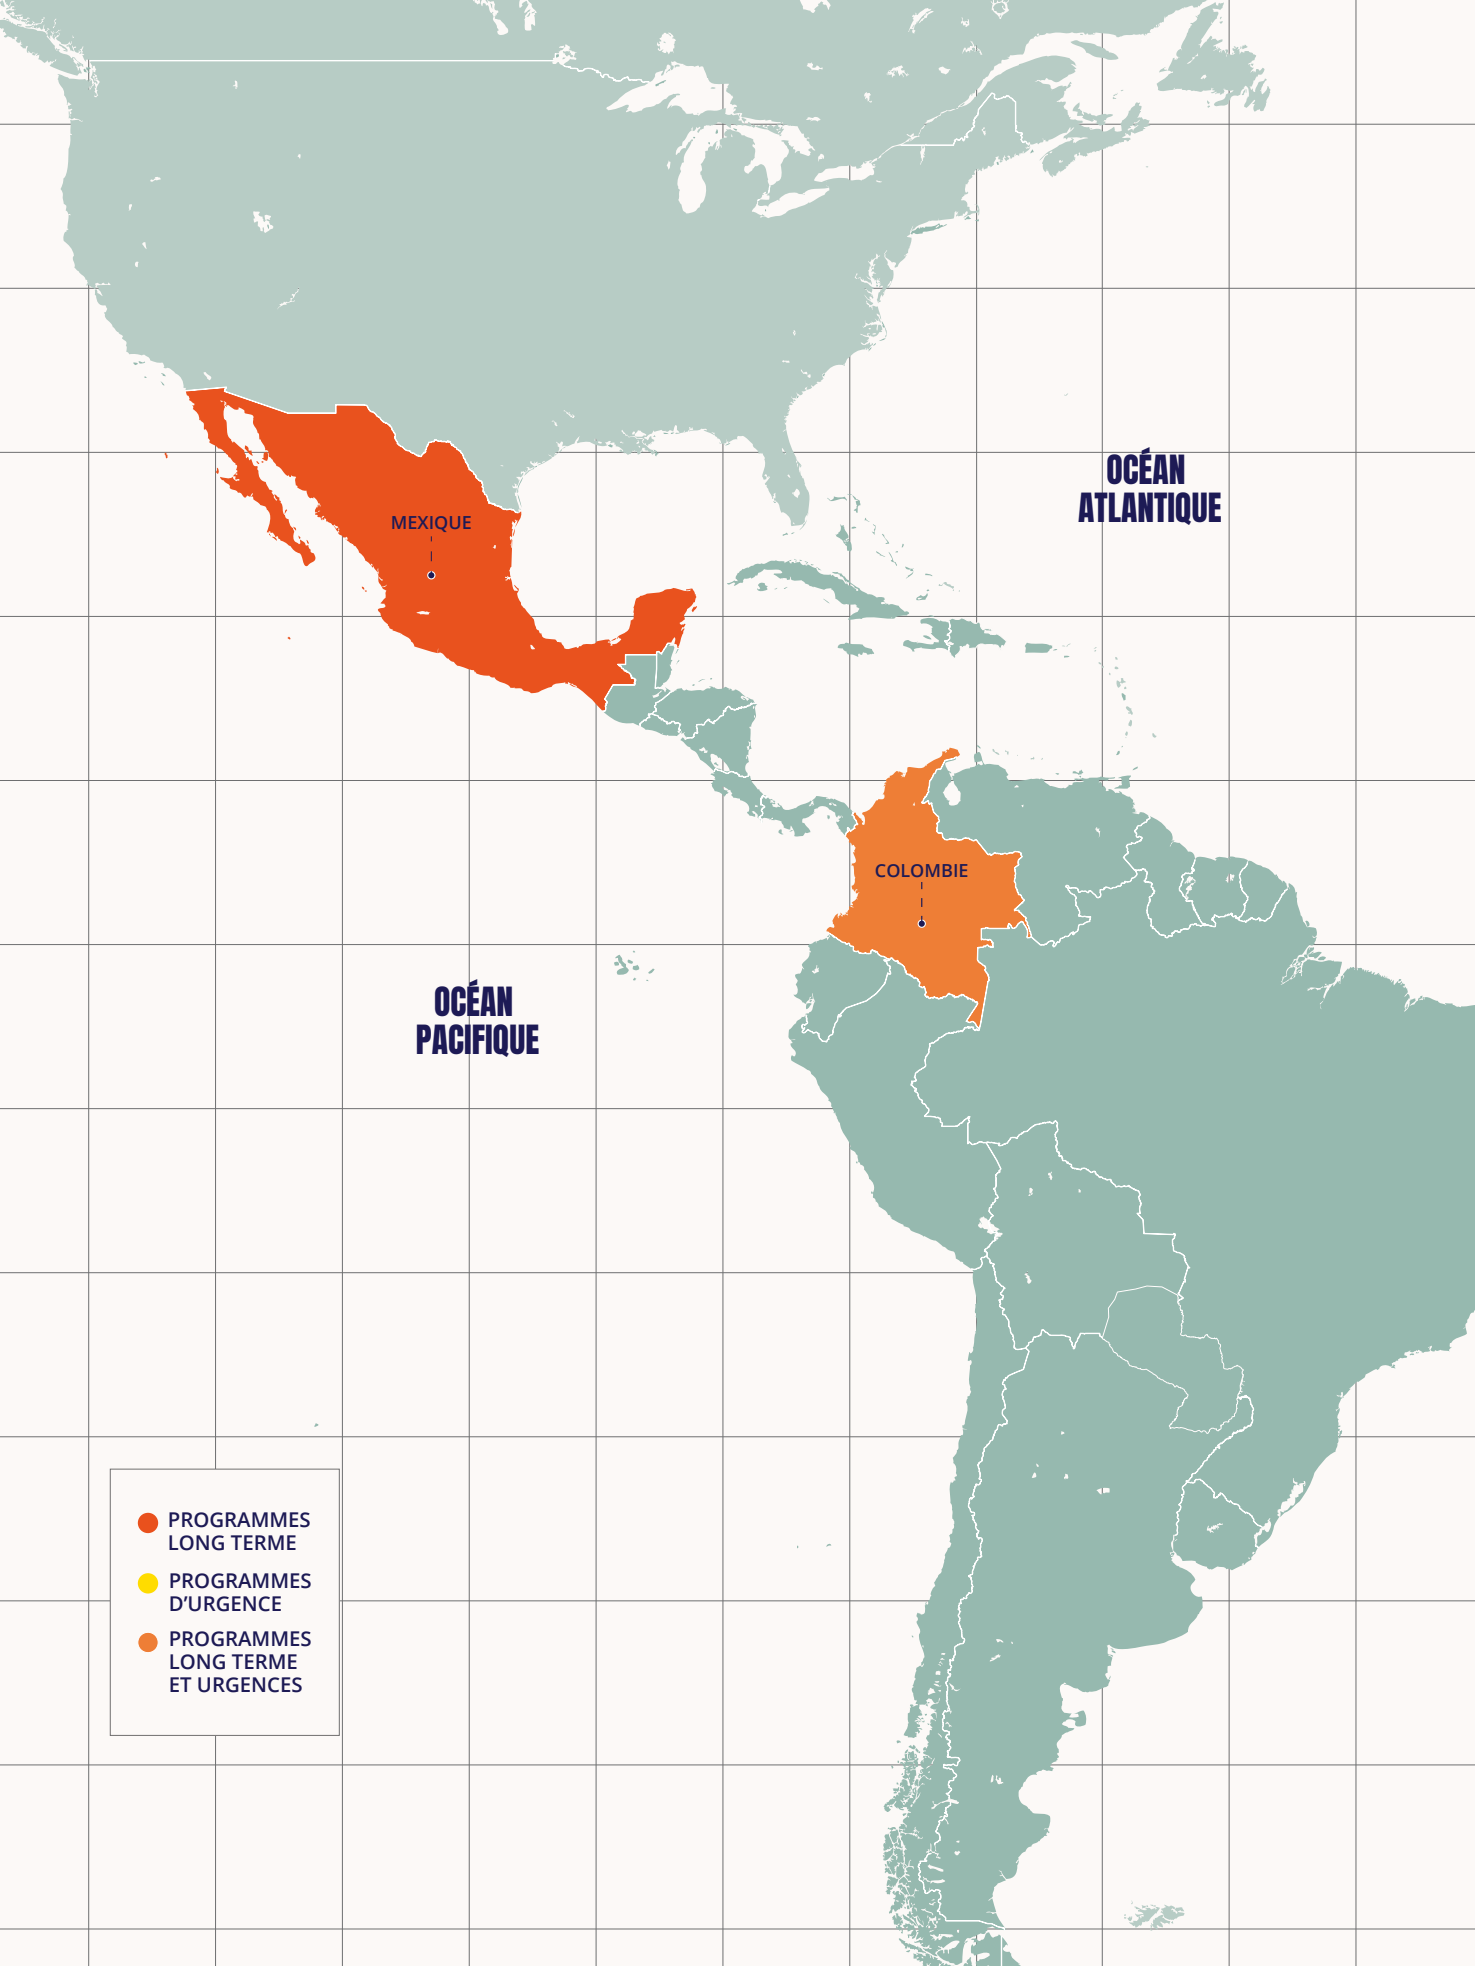 OCÉAN
ATLANTIQUE
MEXIQUE
COLOMBIE
OCÉAN
PACIFIQUE
PROGRAMMES
LONG TERME
PROGRAMMES
D’URGENCE
PROGRAMMES
LONG TERME
ET URGENCES